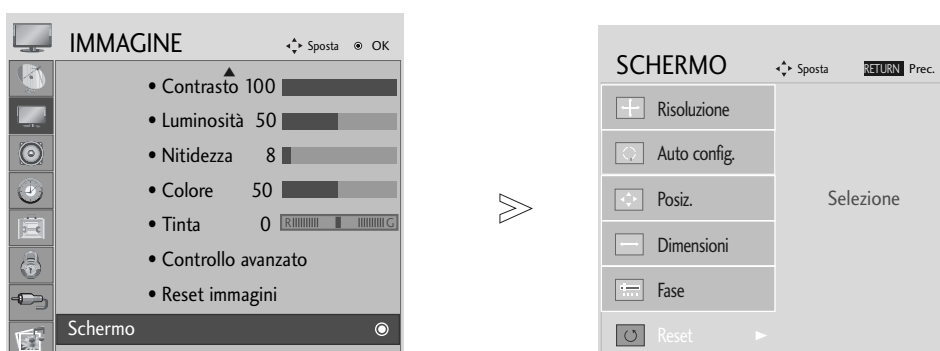 IMMAGINE Sposta OK
• Contrasto 100
• Luminosità 50
• Nitidezza 8
• Colore 50
• Tinta 0 R G
• Controllo avanzato
• Reset immagini
Schermo
SCHERMO Sposta RETURN Prec.
Risoluzione
Auto config.
Posiz.
Dimensioni
Fase
Reset
Selezione